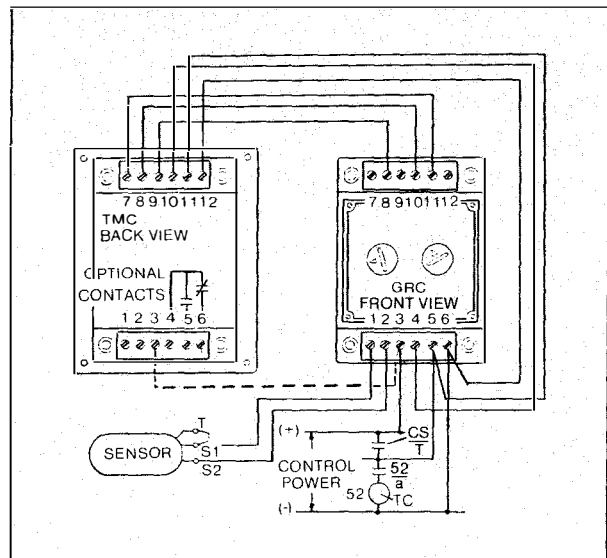 7 8 9 10 11 12
TMC
BACK VIEW
OPTIONAL
CONTACTS
1 2 3 4 5 6
7 8 9 10 11 12
GRC
FRONT VIEW
1 2 3 4 5 6
SENSOR
T
S1
S2
(+)
CONTROL
POWER
(-)
CS
T
52
a
52
TC